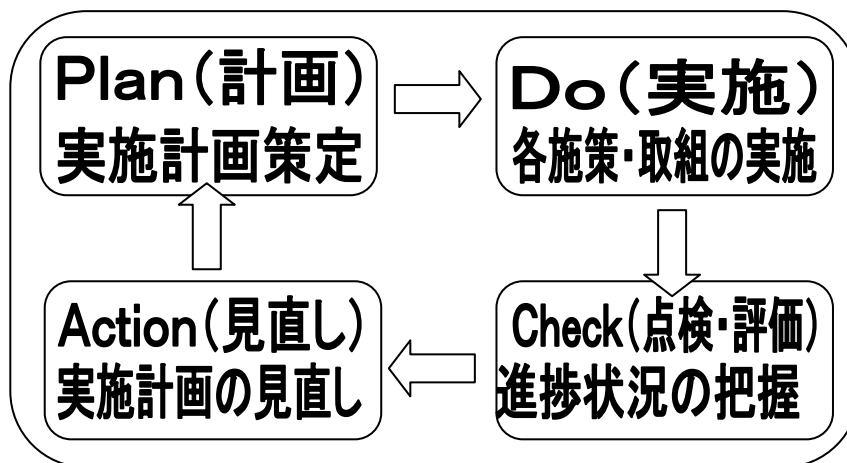 Plan（計画）
実施計画策定
Do（実施）
各施策・取組の実施
Action（見直し）
実施計画の見直し
Check（点検・評価）
進捗状況の把握